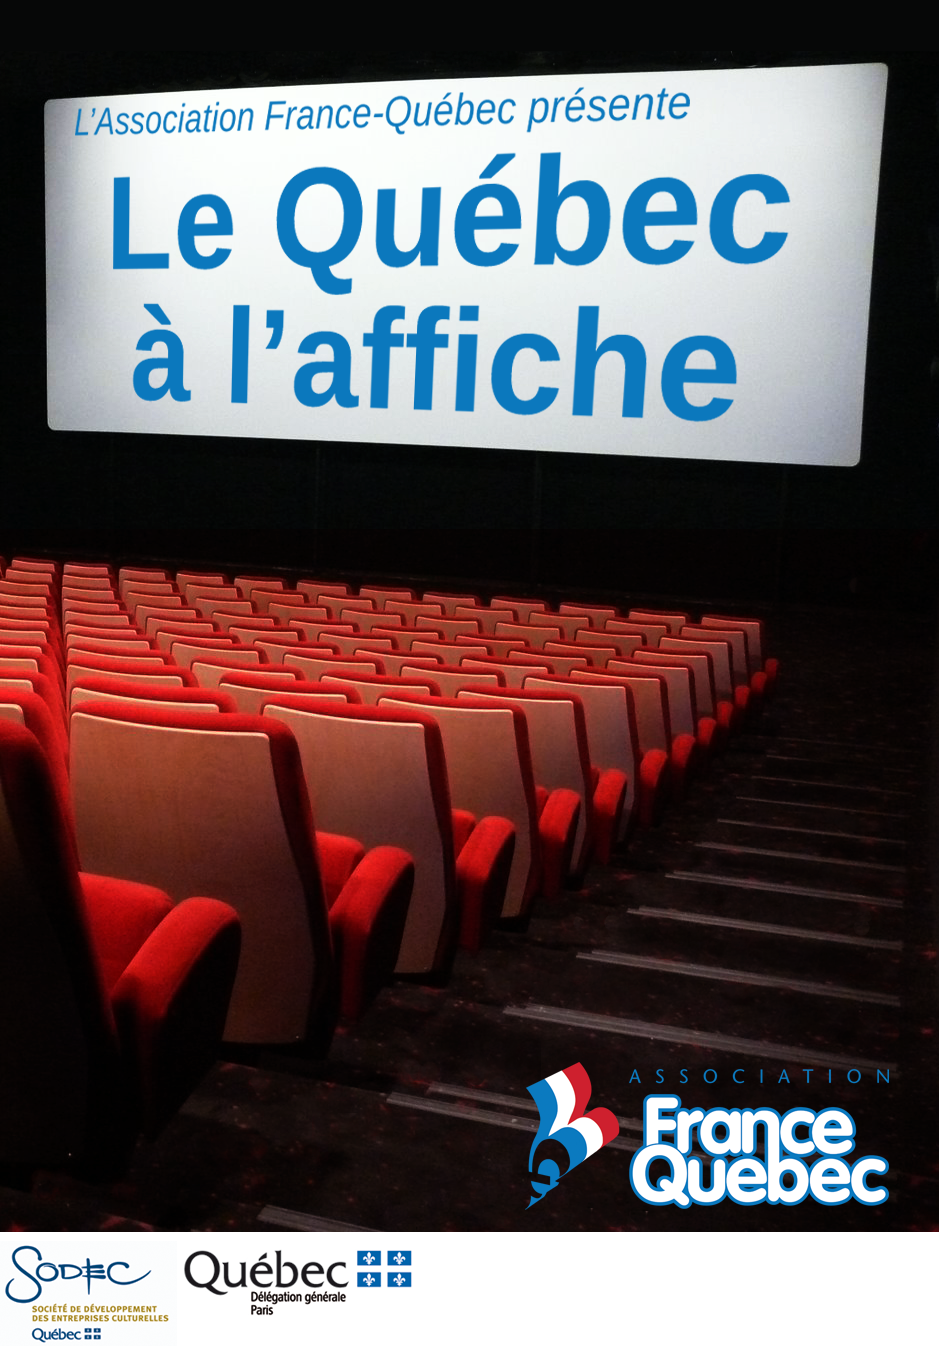 L’Association France-Québec présente
Le Québec
à l’affiche
ASSOCIATION
France
Quebec
SODEC
SOCIÉTÉ DE DÉVELOPPEMENT
DES ENTREPRISES CULTURELLES
Québec
Québec
Délégation générale
Paris